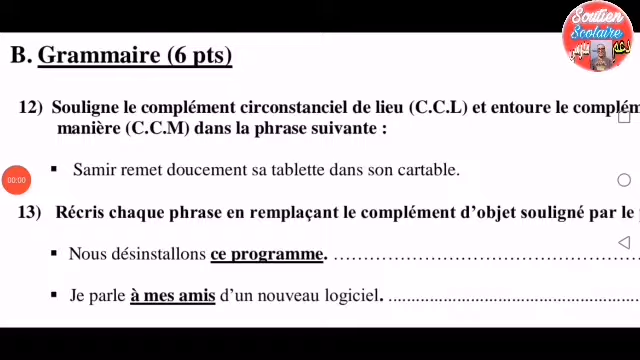 Soutien
Scolaire
B. Grammaire (6 pts)
12) Souligne le complément circonstanciel de lieu (C.C.L) et entoure le complém
manière (C.C.M) dans la phrase suivante :
▪ Samir remet doucement sa tablette dans son cartable.
00:00
13) Récris chaque phrase en remplaçant le complément d'objet souligné par le
▪ Nous désinstallons ce programme. ......................................................
▪ Je parle à mes amis d'un nouveau logiciel. ......................................................